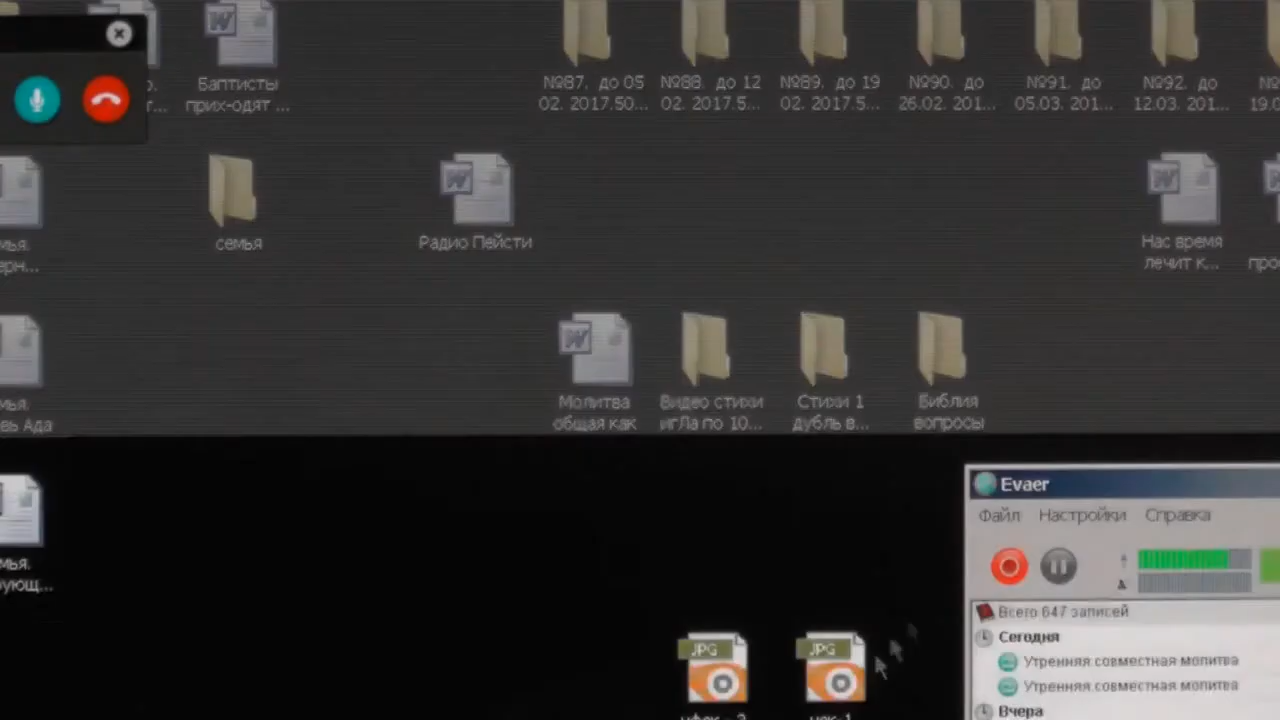 Баптисты
прих-одят ...
№87, до 05
02. 2017.50...
№88. до 12
02. 2017.5...
№89. до 19
02. 2017.5...
№90. до
26.02. 201...
№91. до
05.03. 201...
№92. до
12.03. 201...
19.0
семья
Радио Пейсти
Нас время
лечит к...
Молитва
общая как
Видео стихи
игЛа по 10...
Стихи 1
дубль в...
Библия
вопросы
Evaer
Файл Настройки Справка
Всего 647 записей
Сегодня
Утренняя совместная молитва
Утренняя совместная молитва
Вчера
JPG
JPG